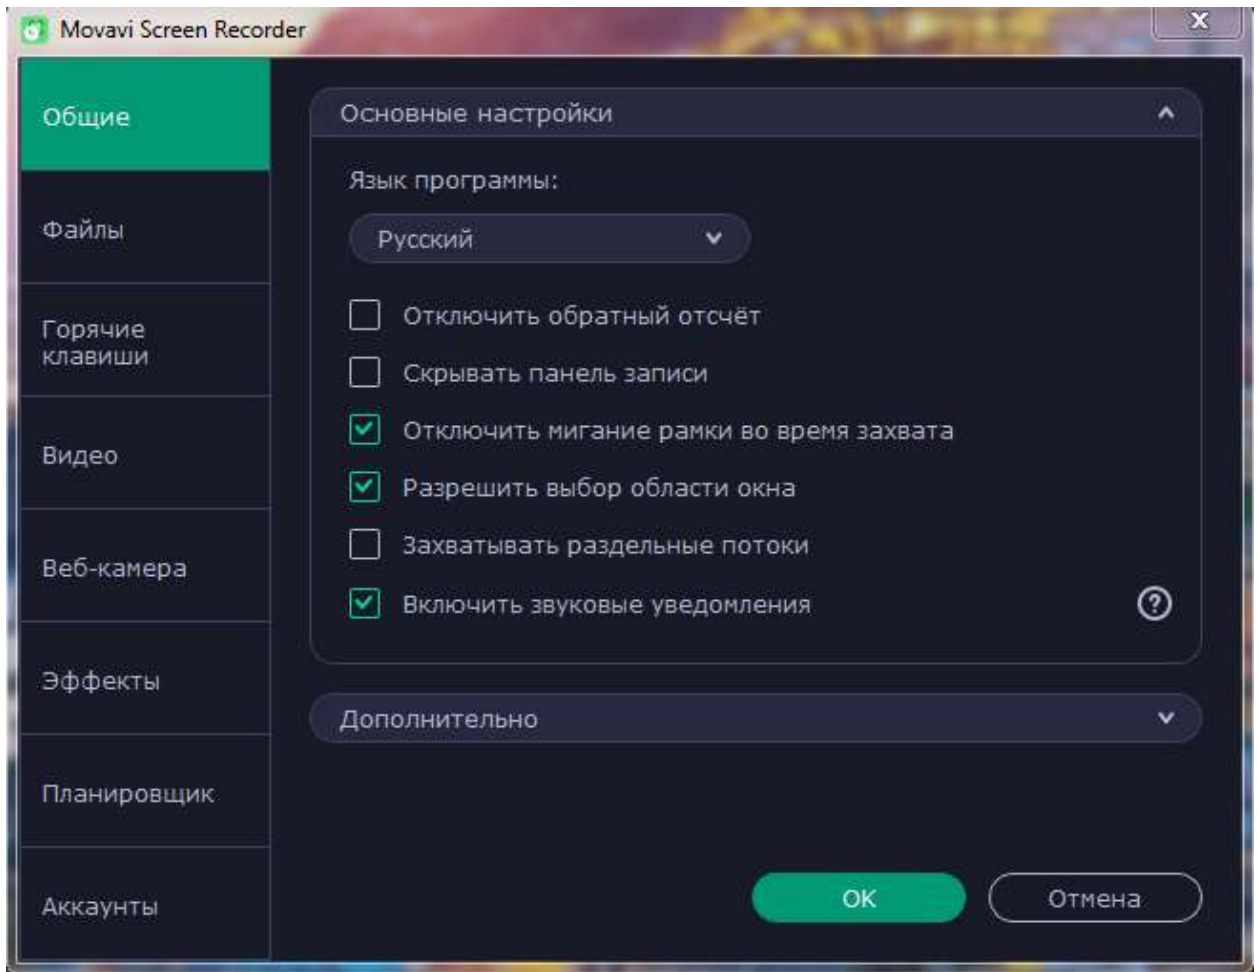 Movavi Screen Recorder
Общие
Файлы
Горячие
клавиши
Видео
Веб-камера
Эффекты
Планировщик
Аккаунты
Основные настройки
Язык программы:
Русский
Отключить обратный отсчёт
Скрывать панель записи
Отключить мигание рамки во время захвата
Разрешить выбор области окна
Захватывать раздельные потоки
Включить звуковые уведомления
Дополнительно
OK
Отмена